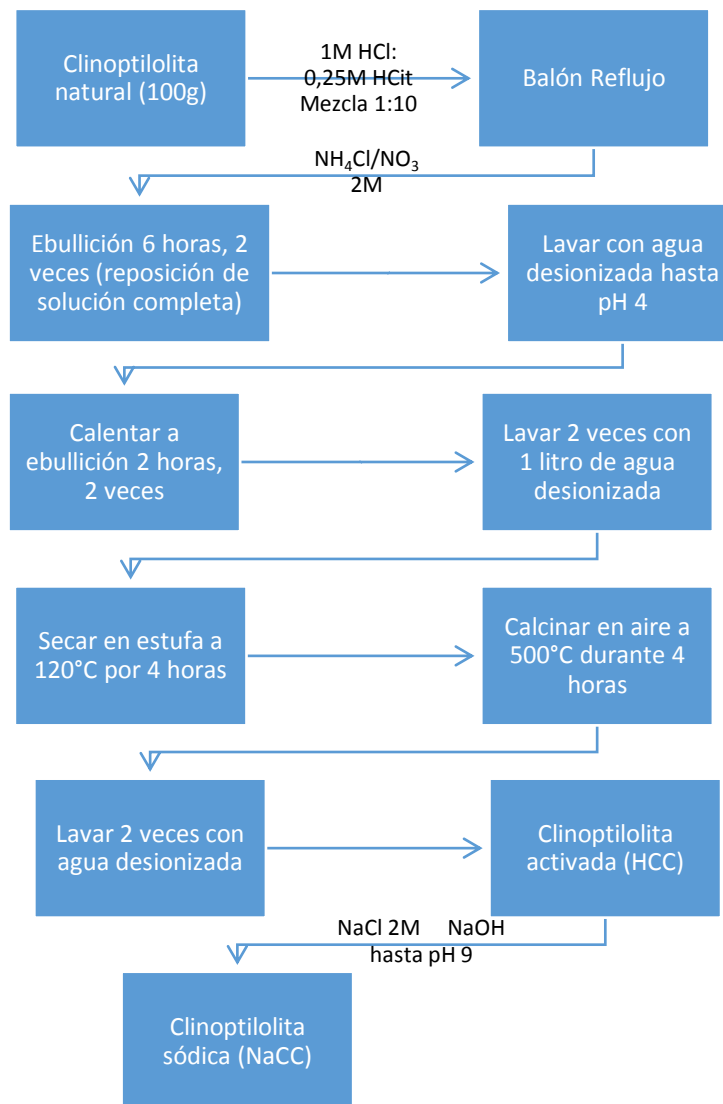 Clinoptilolita
natural (100g)
1M HCl:
0,25M HCit
Mezcla 1:10
Balón Reflujo
NH₄Cl/NO₃
2M
Ebullición 6 horas, 2
veces (reposición de
solución completa)
Lavar con agua
desionizada hasta
pH 4
Calentar a
ebullición 2 horas,
2 veces
Lavar 2 veces con
1 litro de agua
desionizada
Secar en estufa a
120°C por 4 horas
Calcinar en aire a
500°C durante 4
horas
Lavar 2 veces con
agua desionizada
Clinoptilolita
activada (HCC)
NaCl 2M NaOH
hasta pH 9
Clinoptilolita
sódica (NaCC)